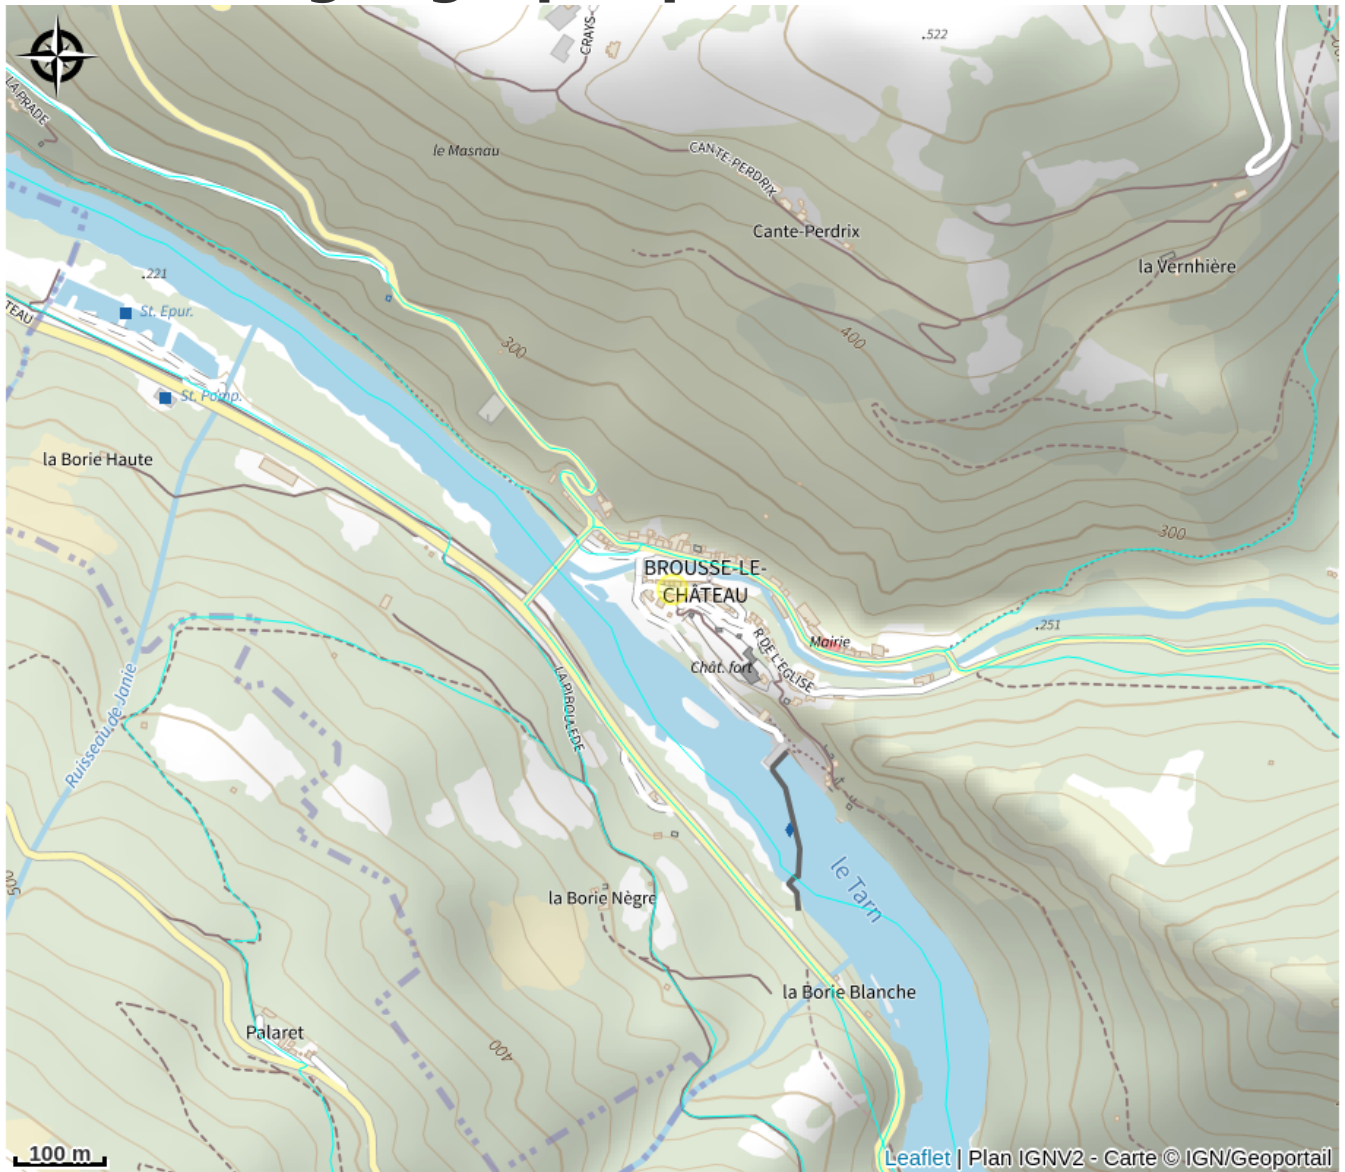 CRAYS-
.522
LA PRADE
le Masnau
CANTE-PERDRIX
Cante-Perdrix
la Vernhière
.221
St. Epur.
TEAU
300
400
St. Pomp.
la Borie Haute
300
BROUSSE-LE-
CHÂTEAU
.251
Mairie
R DE L'EGLISE
Chât. fort
LA PIBOULEDE
Ruisseau de Janie
le Tarn
500
la Borie Nègre
la Borie Blanche
Palaret
400
100 m
Leaflet | Plan IGNV2 - Carte © IGN/Geoportail